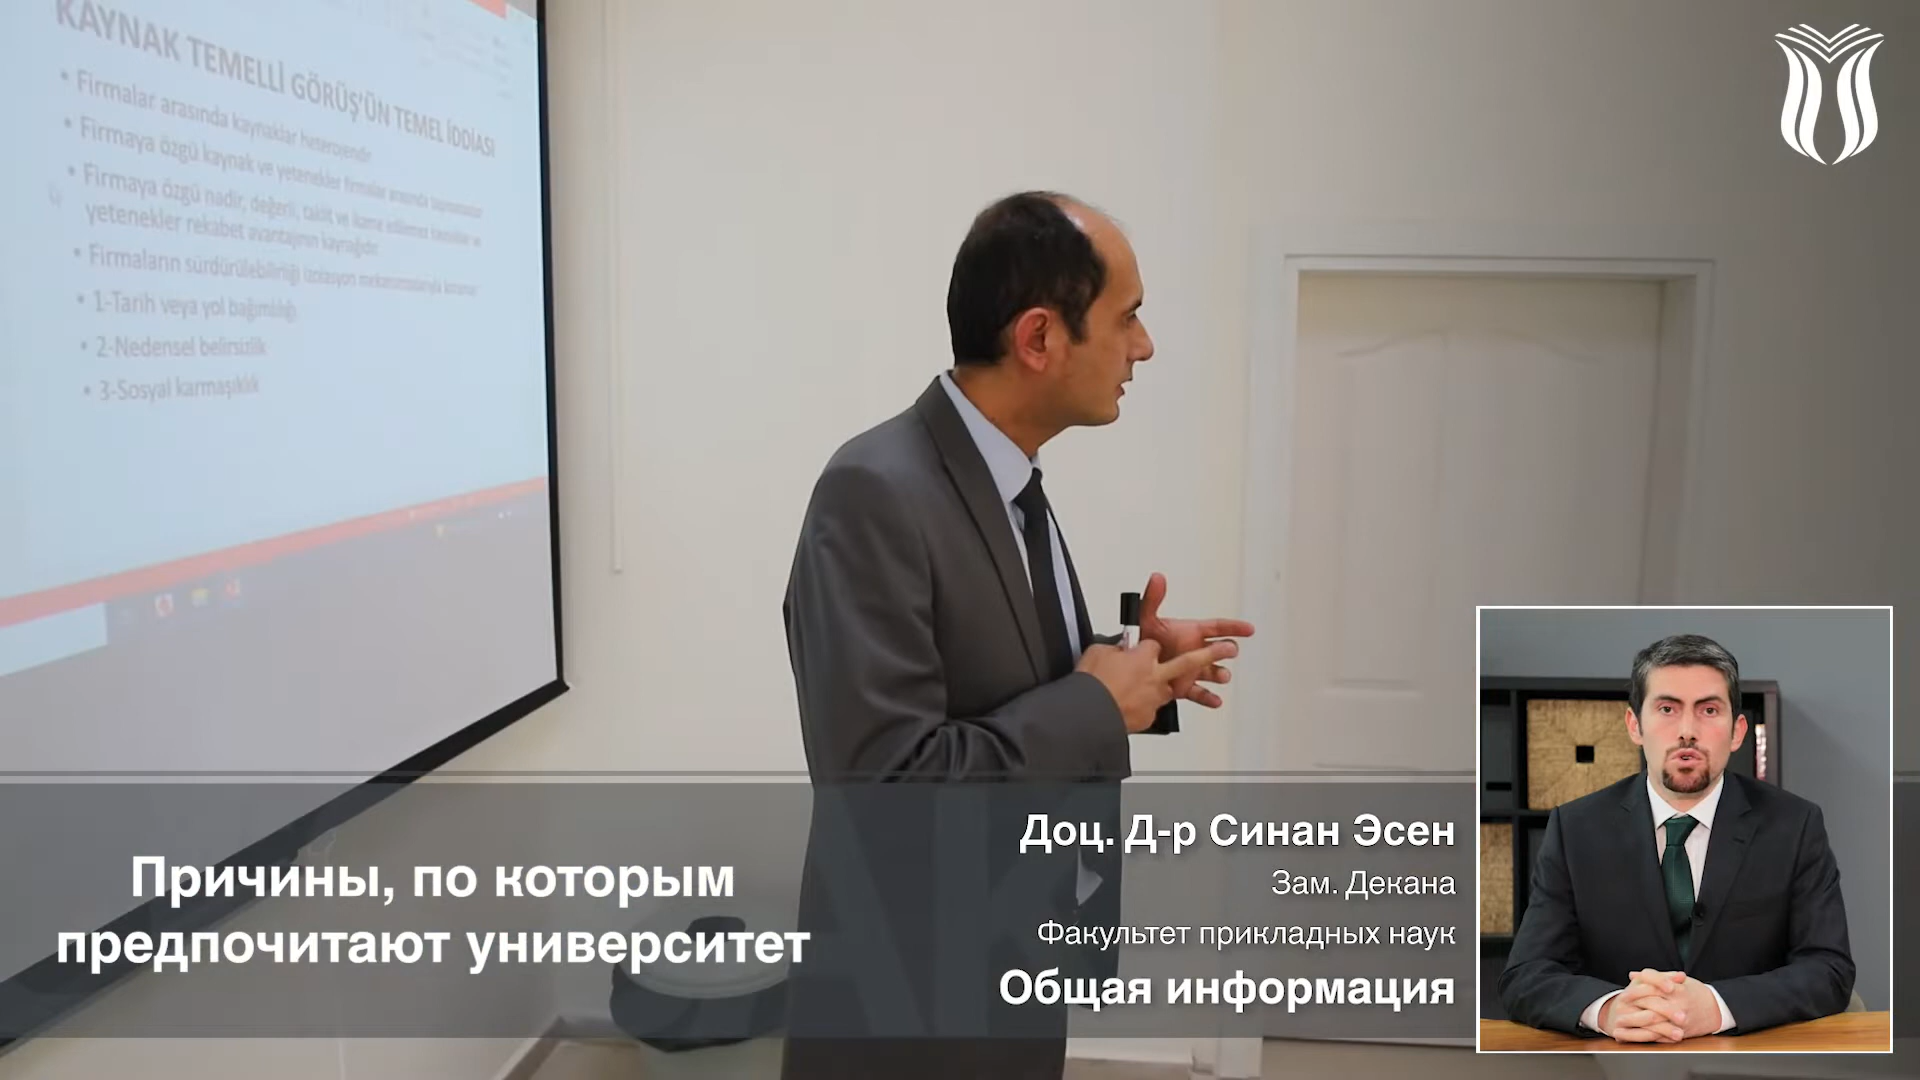 KAYNAK TEMELLİ GÖRÜŞ'ÜN TEMEL İDDİASI
• Firmalar arasında kaynaklar heterojendir
• Firmaya özgü kaynak ve yetenekler firmalar arasında
• Firmaya özgü nadir, değerli, taklit ve ikame edilemez
yetenekler rekabet avantajının kaynağıdır
• Firmaların sürdürülebilirliği izolasyon mekanizmalarıyla
• 1-Tarih veya yol bağımlılığı
• 2-Nedensel belirsizlik
• 3-Sosyal karmaşıklık
Причины, по которым
предпочитают университет
Доц. Д-р Синан Эсен
Зам. Декана
Факультет прикладных наук
Общая информация